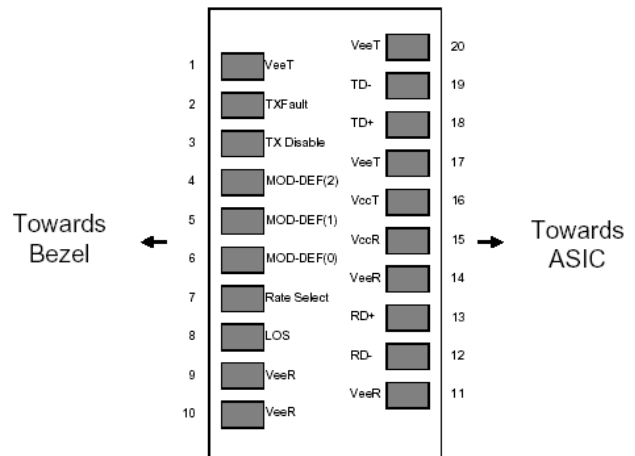 VeeT 20
1 VeeT
TD- 19
2 TXFault
TD+ 18
3 TX Disable
VeeT 17
4 MOD-DEF(2)
VccT 16
5 MOD-DEF(1)
VccR 15
6 MOD-DEF(0)
VeeR 14
7 Rate Select
RD+ 13
8 LOS
RD- 12
9 VeeR
VeeR 11
10 VeeR
Towards
Bezel
Towards
ASIC